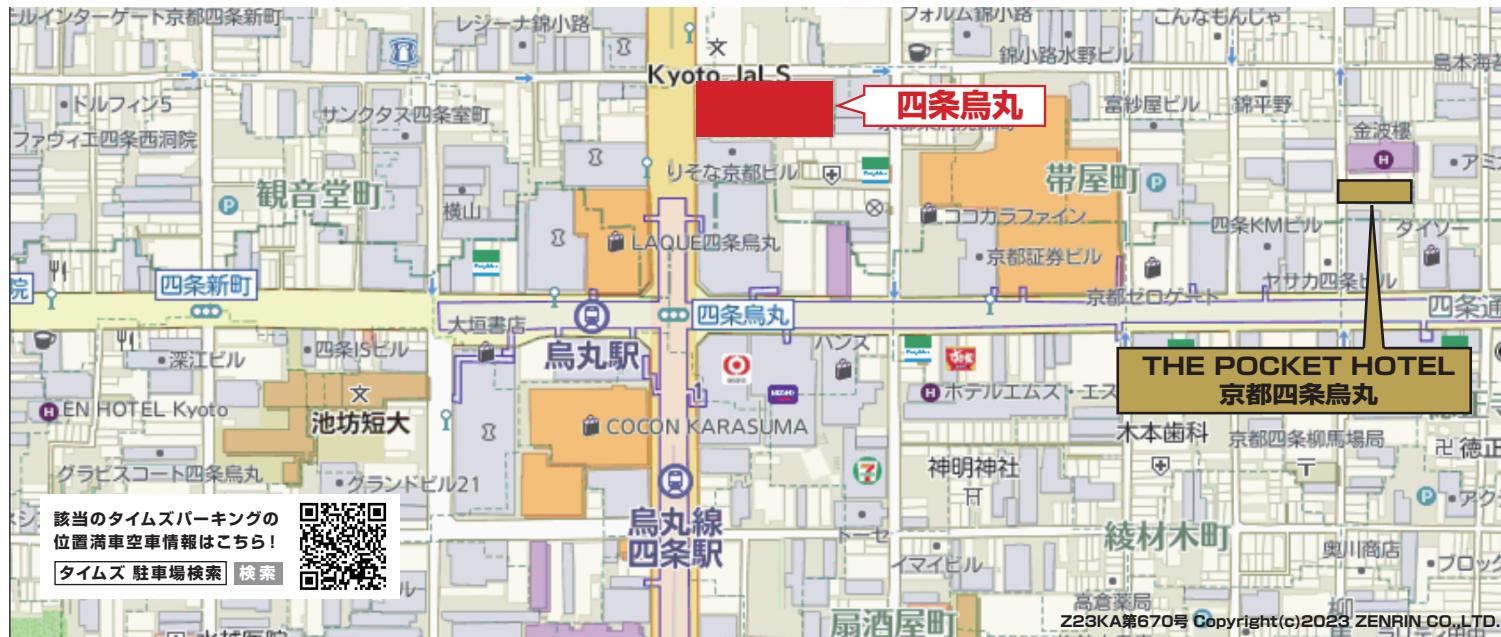 ルインターゲート京都四条新町
レジーナ錦小路
フォルム錦小路
こんなもんじゃ
錦小路水野ビル
島本海苔
Kyoto JaLS
四条烏丸
ドルフィン5
サンクタス四条室町
富紗屋ビル
錦平野
ファヴィエ四条西洞院
金波樓
H
アミ
りそな京都ビル
帯屋町
P
観音堂町
P
横山
ココカラファイン
四条KMビル
ダイソー
LAQUE四条烏丸
京都証券ビル
ヤサカ四条ビル
院
四条新町
京都ゼロゲート
四条通
四条烏丸
大垣書店
烏丸駅
ハンズ
深江ビル
四条ISビル
THE POCKET HOTEL
京都四条烏丸
1
H
ホテルエムス・エス
H
EN HOTEL Kyoto
池坊短大
COCON KARASUMA
木本歯科
京都四条柳馬場局
卍徳正
グラビスコート四条烏丸
グランドビル21
7
神明神社
P
アク
該当のタイムズパーキングの
位置満車空車情報はこちら!
タイムズ 駐車場検索
検索
烏丸線
四条駅
トーセ
綾材木町
奥川商店
イマイビル
ブロック
高倉薬局
扇酒屋町
水越医院
Z23KA第670号 Copyright(c)2023 ZENRIN CO.,LTD.